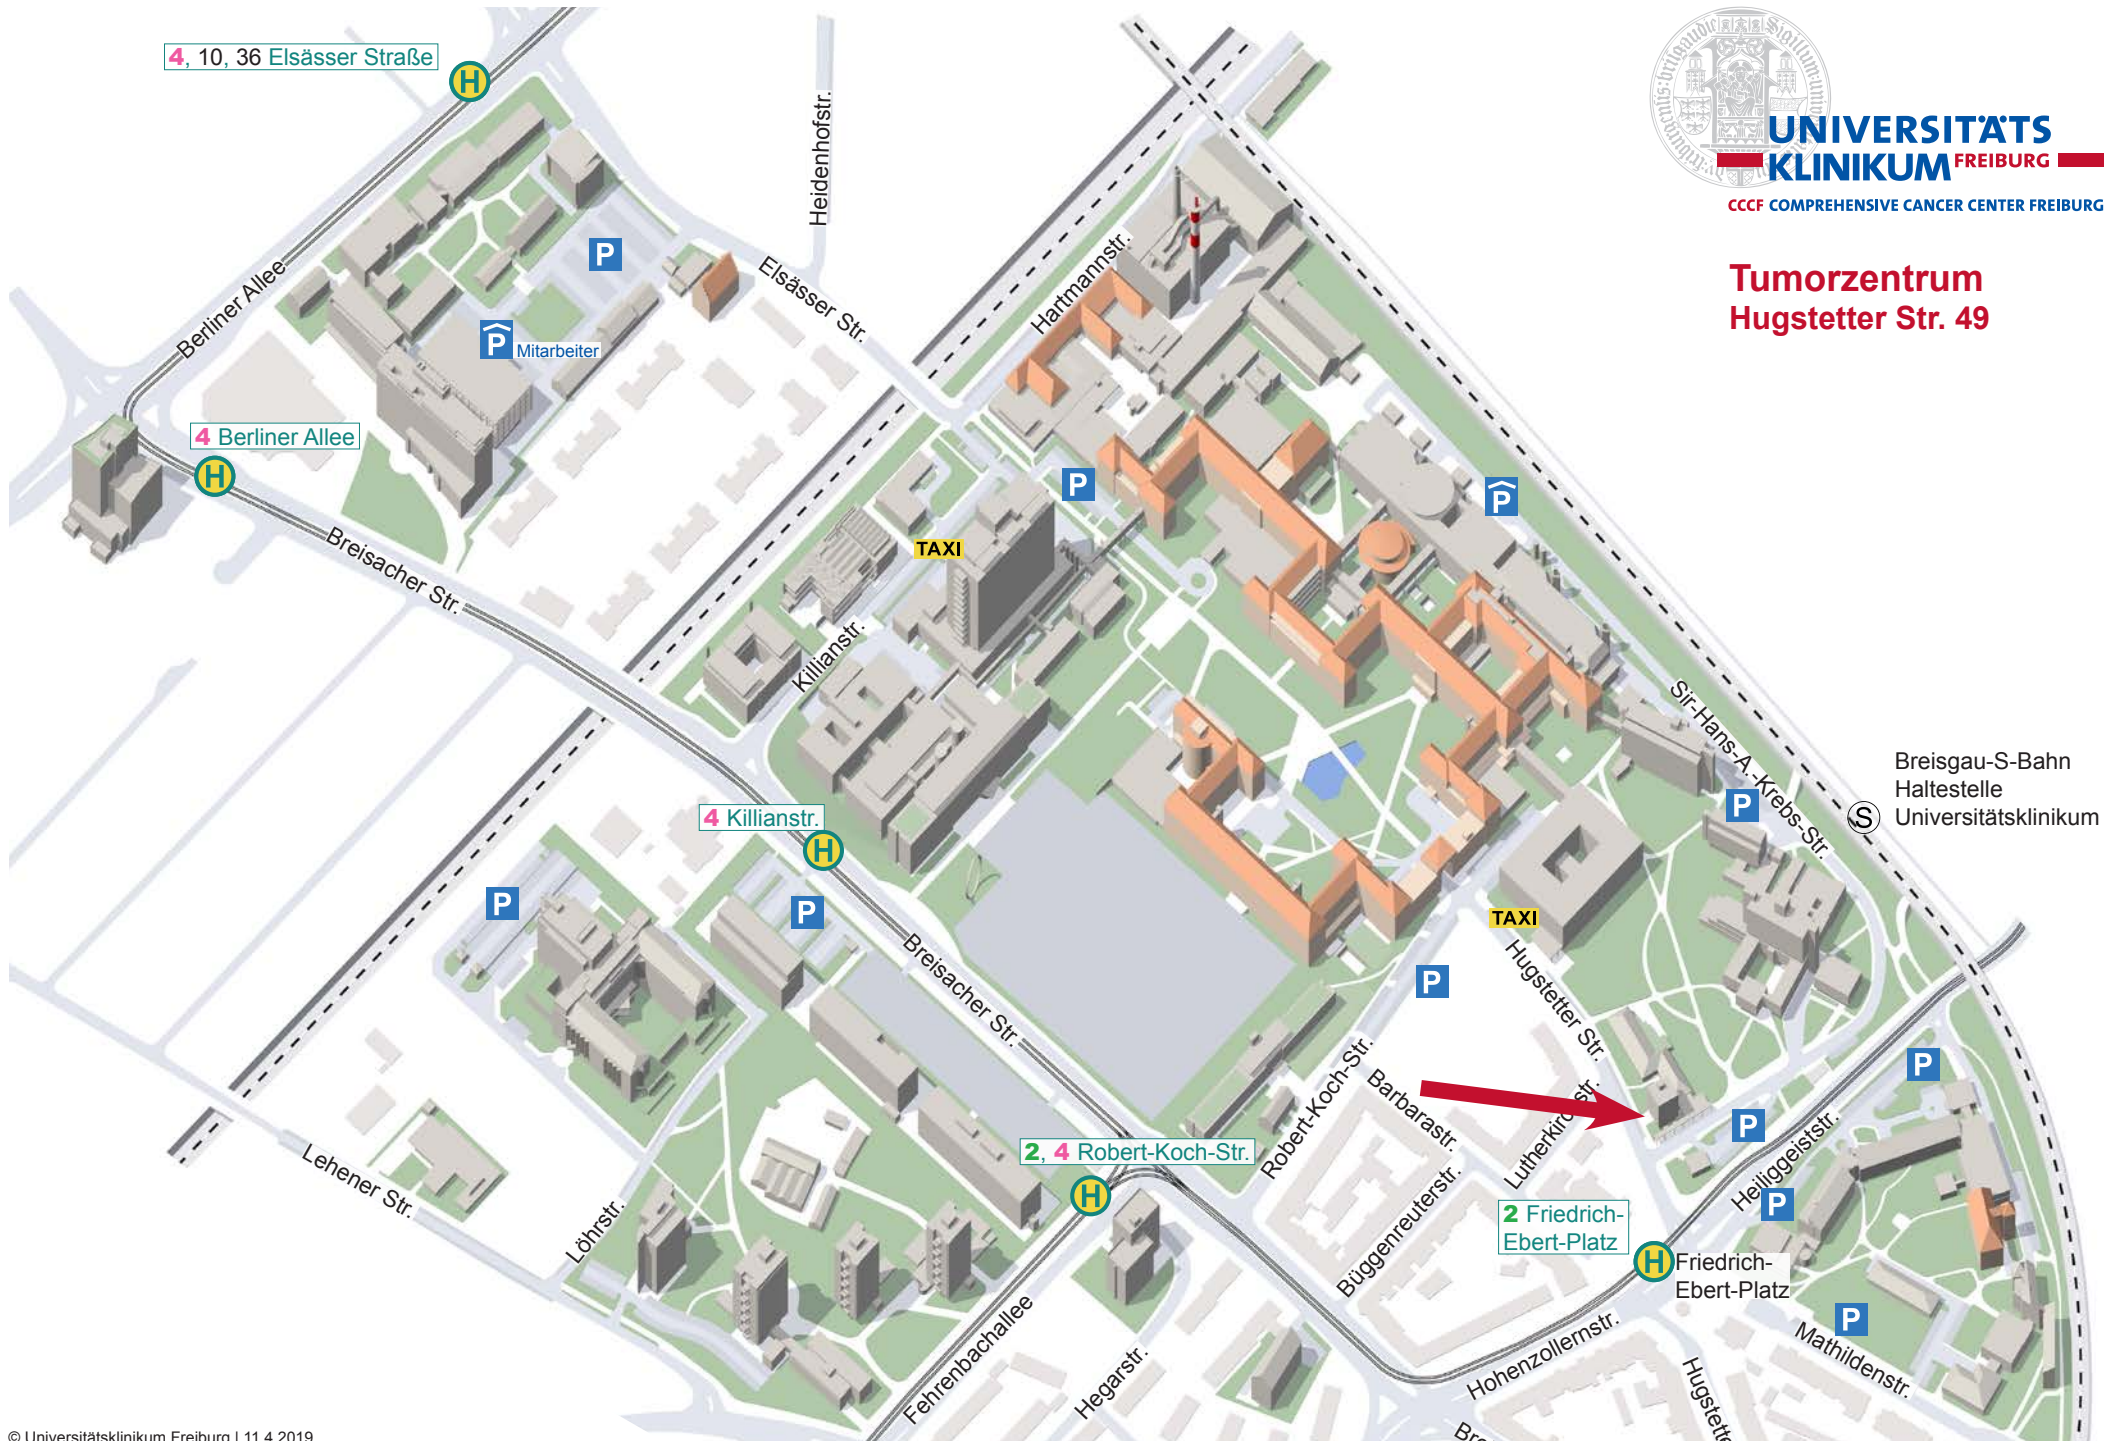 4, 10, 36 Elsässer Straße
UNIVERSITÄTS
KLINIKUM FREIBURG
CCCF COMPREHENSIVE CANCER CENTER FREIBURG
Tumorzentrum
Hugstetter Str. 49
Heidenhofstr.
Hartmannstr.
Berliner Allee
Elsässer Str.
P
P
Mitarbeiter
4 Berliner Allee
H
H
P
P
TAXI
Breisacher Str.
Killianstr.
Sir-Hans-A.-Krebs-Str.
Breisgau-S-Bahn
Haltestelle
Universitätsklinikum
S
P
4 Killianstr.
H
P
P
TAXI
Breisacher Str.
Hugstetter Str.
P
Robert-Koch-Str.
Barbarastr.
P
P
Lehener Str.
2, 4 Robert-Koch-Str.
H
Büggenreuterstr.
Heiliggeiststr.
P
Löhrstr.
2 Friedrich-
Ebert-Platz
H
Friedrich-
Ebert-Platz
P
Fehrenbachallee
Hegarstr.
Hohenzollernstr.
Mathildenstr.
Hugstette
Bre
© Universitätsklinikum Freiburg | 11.4.2019